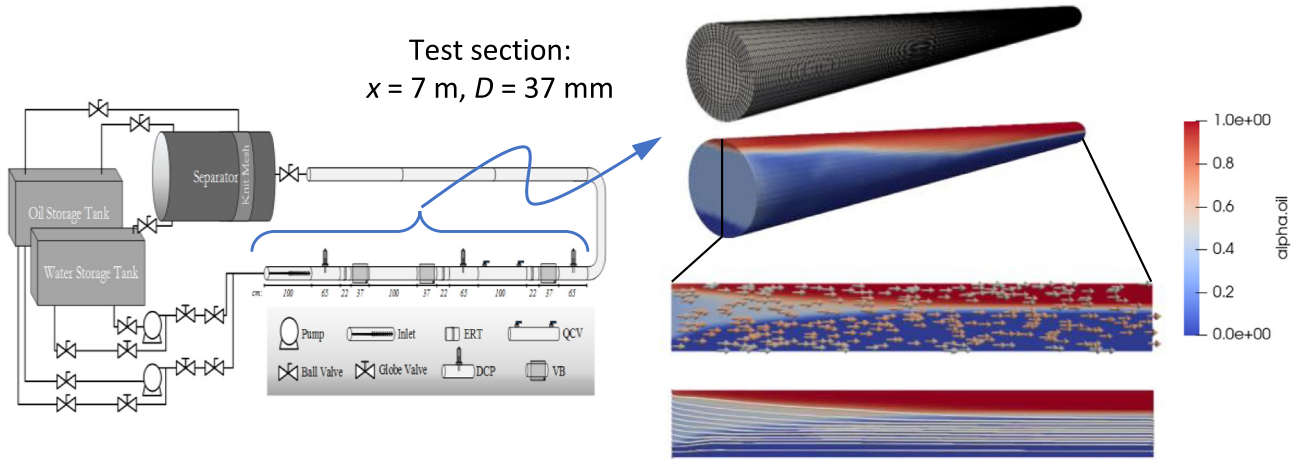 Test section:
x = 7 m, D = 37 mm
Separator
Knit Mesh
Oil Storage Tank
Water Storage Tank
cm:
100
65
22
37
100
37
22
65
100
22
37
65
Pump
Inlet
ERT
QCV
Ball Valve
Globe Valve
DCP
VB
1.0e+00
0.8
0.6
0.4
0.2
0.0e+00
alpha.oil